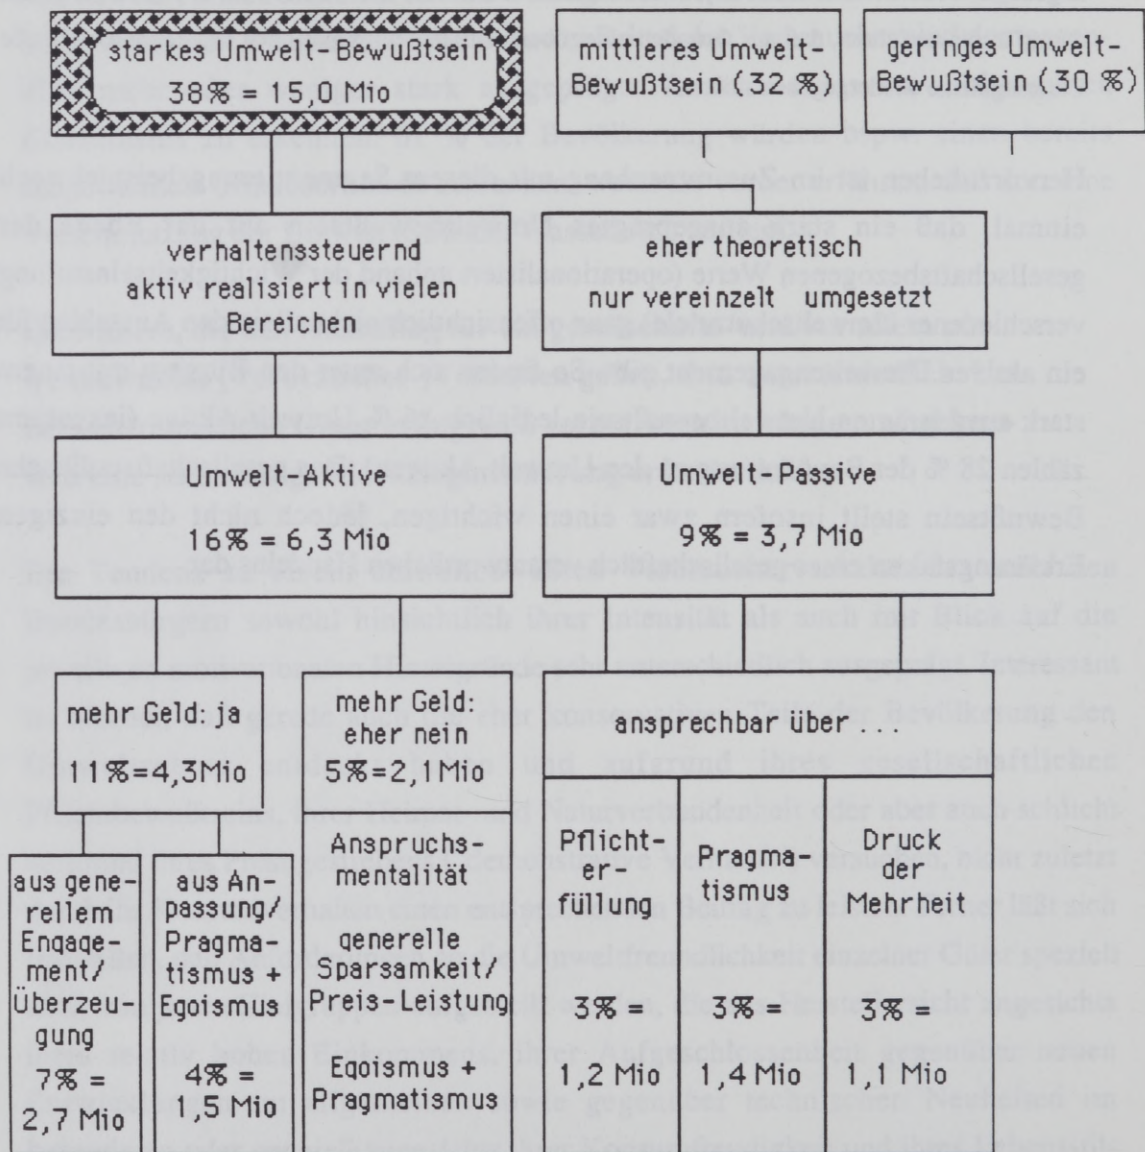 starkes Umwelt-Bewußtsein
38% = 15,0 Mio
mittleres Umwelt-
Bewußtsein (32 %)
geringes Umwelt-
Bewußtsein (30 %)
verhaltenssteuernd
aktiv realisiert in vielen
Bereichen
eher theoretisch
nur vereinzelt umgesetzt
Umwelt-Aktive
16% = 6,3 Mio
Umwelt-Passive
9% = 3,7 Mio
mehr Geld: ja
11%=4,3Mio
mehr Geld:
eher nein
5%=2,1Mio
ansprechbar über ...
aus gene-
rellem
Engage-
ment/
Überzeu-
gung
7% =
2,7 Mio
aus An-
passung/
Pragma-
tismus +
Egoismus
4% =
,5 Mio
Anspruchs-
mentalität
generelle
Sparsamkeit/
Preis-Leistung
Egoismus +
Pragmatismus
Pflicht-
er-
füllung
3% =
1,2 Mio
Pragma-
tismus
3% =
1,4 Mio
Druck
der
Mehrheit
3% =
1,1 Mio